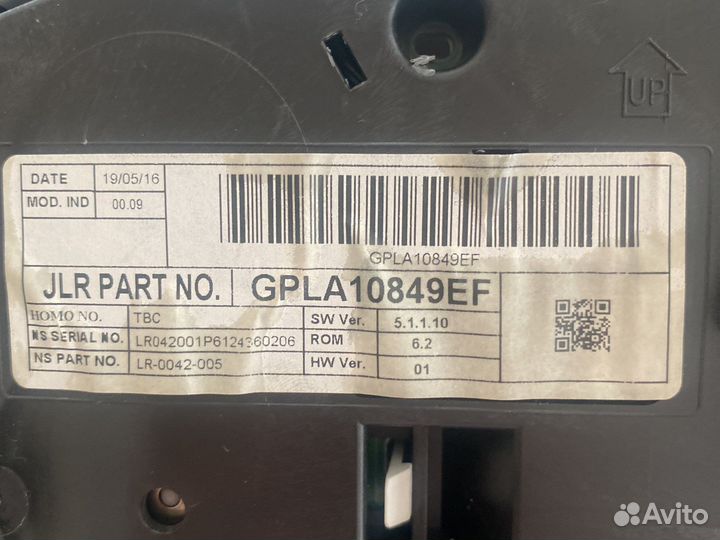 UP
DATE 19/05/16
MOD. IND 00.09
GPLA10849EF
JLR PART NO. GPLA10849EF
HOMO NO. TBC SW Ver. 5.1.1.10
NS SERIAL NO. LR042001P6124360206 ROM 6.2
NS PART NO. LR-0042-005 HW Ver. 01
Avito